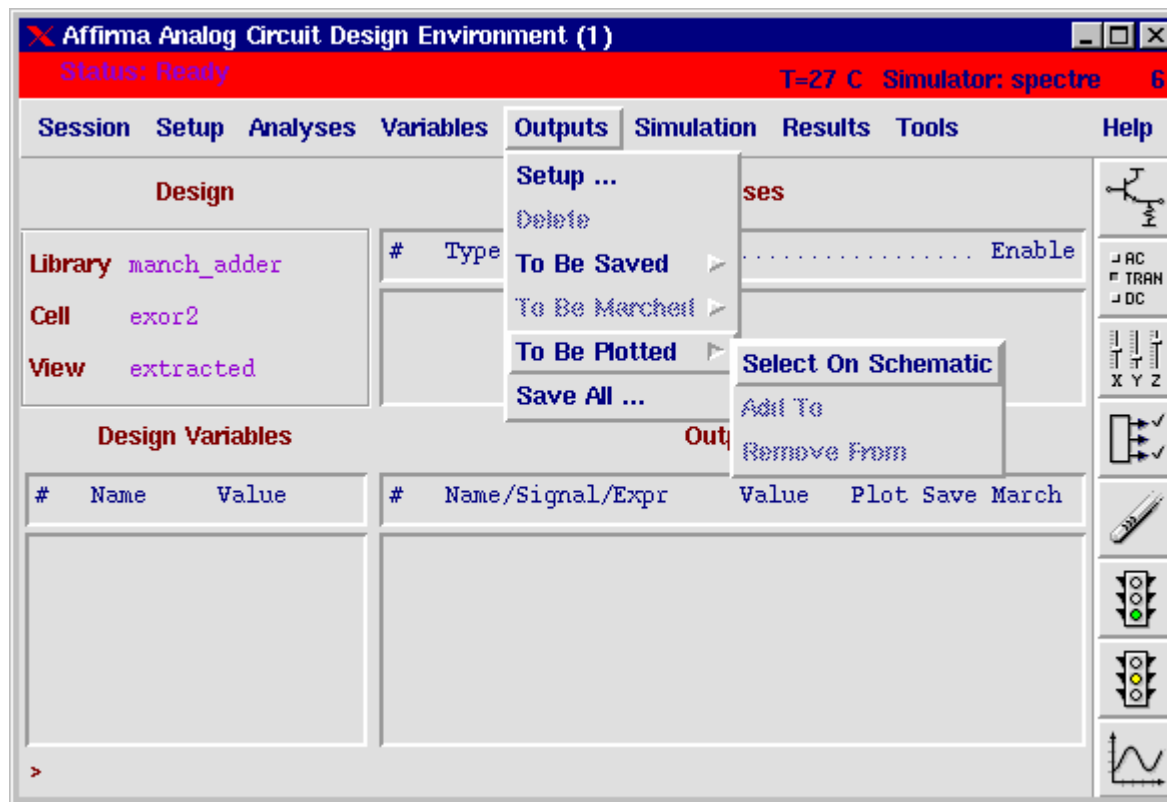 Affirma Analog Circuit Design Environment (1)
Status: Ready
T=27 C Simulator: spectre 6
Session Setup Analyses Variables Outputs Simulation Results Tools Help
Design
ses
Setup ...
Delete
To Be Saved
To Be Marched
To Be Plotted
Save All ...
Select On Schematic
Add To
Remove From
Library manch_adder
Cell exor2
View extracted
# Type .................. Enable
AC
TRAN
DC
X Y Z
Design Variables
Outp
# Name Value
# Name/Signal/Expr Value Plot Save March
>